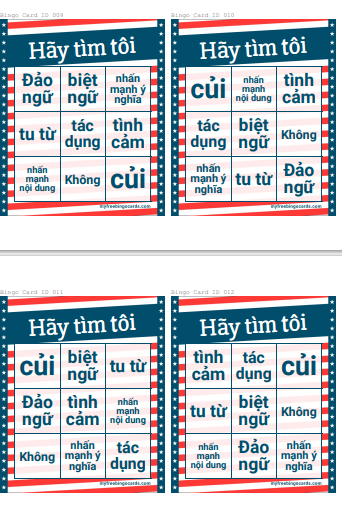 Bingo Card ID 009
Hãy tìm tôi
Đảo ngữ
biệt ngữ
nhấn mạnh ý nghĩa
tu từ
tác dụng
tình cảm
nhấn mạnh nội dung
Không
củi
myfreebingocards.com
Bingo Card ID 010
Hãy tìm tôi
củi
nhấn mạnh nội dung
tình cảm
tác dụng
biệt ngữ
Không
nhấn mạnh ý nghĩa
tu từ
Đảo ngữ
myfreebingocards.com
Bingo Card ID 011
Hãy tìm tôi
củi
biệt ngữ
tu từ
Đảo ngữ
tình cảm
nhấn mạnh nội dung
Không
nhấn mạnh ý nghĩa
tác dụng
myfreebingocards.com
Bingo Card ID 012
Hãy tìm tôi
tình cảm
tác dụng
củi
tu từ
biệt ngữ
Không
nhấn mạnh nội dung
Đảo ngữ
nhấn mạnh ý nghĩa
myfreebingocards.com